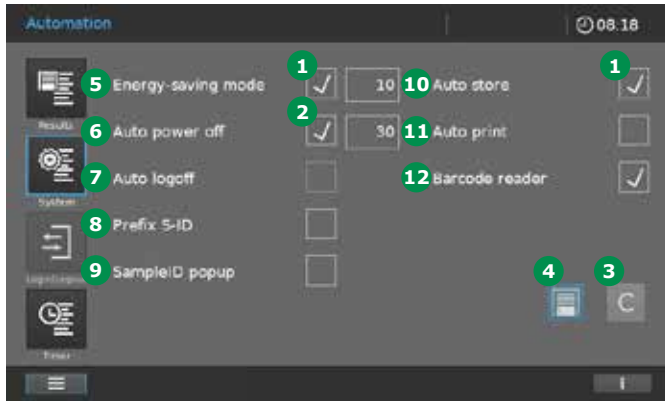 Automation 08.18
1 1
5 Energy-saving mode 10 10 Auto store
Results 2
6 Auto power off 30 11 Auto print
7 Auto logoff 12 Barcode reader
System
8 Prefix S-ID
9 SampleID popup 4 3
C
Timer
i